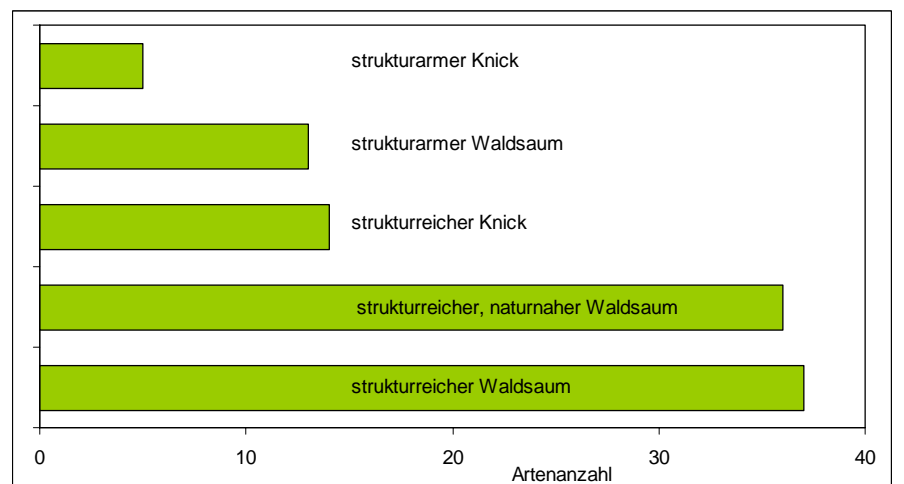 strukturarmer Knick
strukturarmer Waldsaum
strukturreicher Knick
strukturreicher, naturnaher Waldsaum
strukturreicher Waldsaum
0 10 20 30 40
Artenanzahl